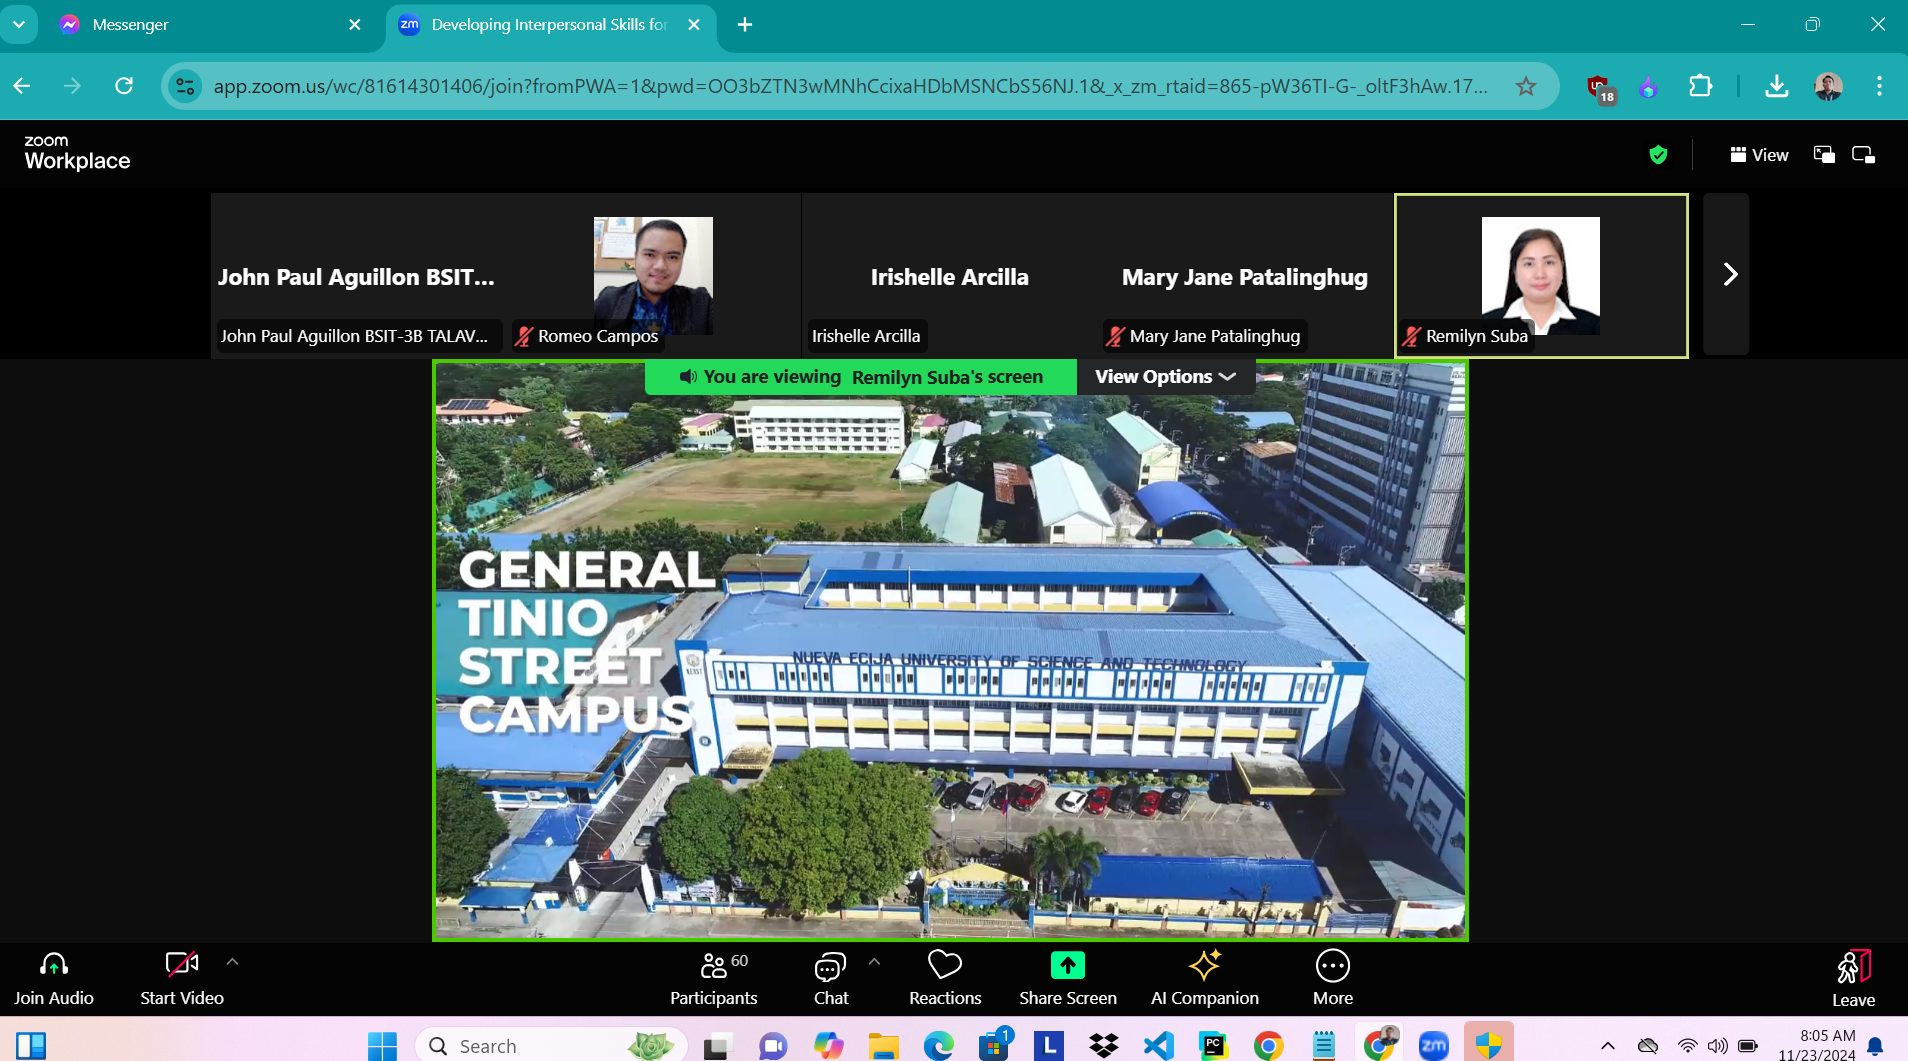 Messenger
Developing Interpersonal Skills for
app.zoom.us/wc/81614301406/join?fromPWA=1&pwd=OO3bZTN3wMNhCcixaHDbMSNCbS56NJ.1&_x_zm_rtaid=865-pW36TI-G-_oltF3hAw.17...
18
zoom
Workplace
View
John Paul Aguillon BSIT...
Irishelle Arcilla
Mary Jane Patalinghug
John Paul Aguillon BSIT-3B TALAV...
Romeo Campos
Irishelle Arcilla
Mary Jane Patalinghug
Remilyn Suba
You are viewing Remilyn Suba's screen
View Options
GENERAL
TINIO
STREET
CAMPUS
NUEVA ECIJA UNIVERSITY OF SCIENCE AND TECHNOLOGY
NEUST
Join Audio
Start Video
60
Participants
Chat
Reactions
Share Screen
AI Companion
More
Leave
Search
1
L
PC
zm
8:05 AM
11/23/2024